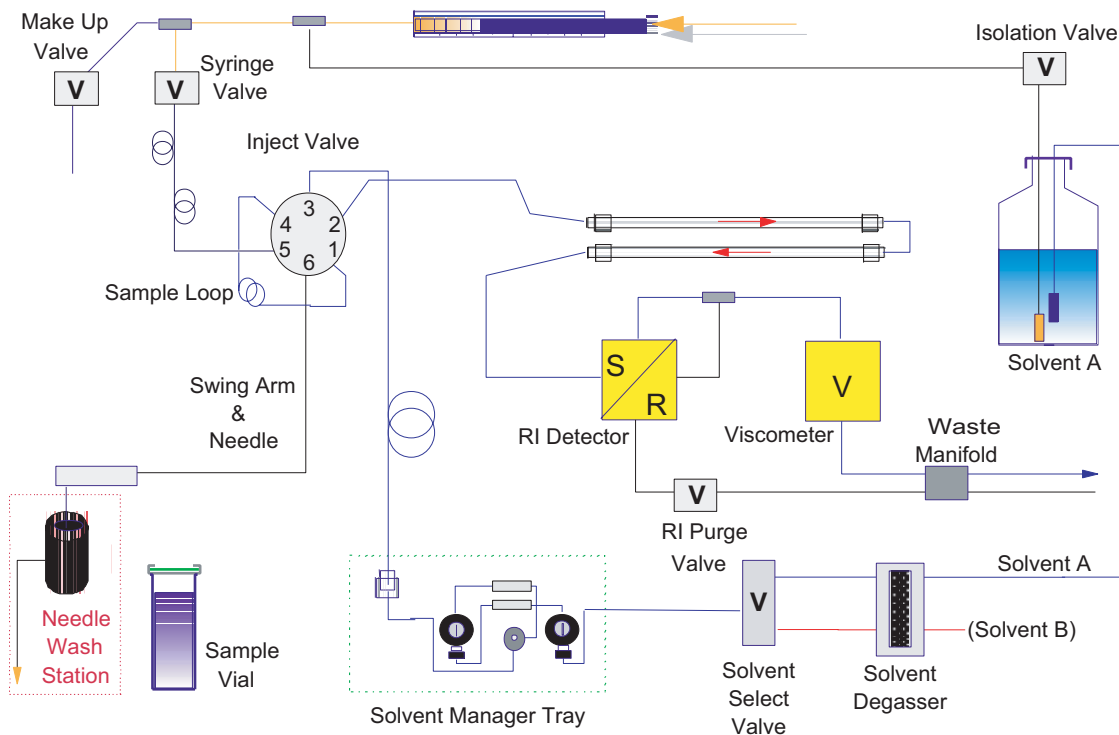 Make Up
Valve
V
Syringe
Valve
V
Isolation Valve
V
Inject Valve
3
4
2
5
1
6
Sample Loop
Solvent A
Swing Arm
&
Needle
S
R
RI Detector
V
Viscometer
Waste
Manifold
V
RI Purge
Valve
Needle
Wash
Station
Sample
Vial
Solvent Manager Tray
V
Solvent
Select
Valve
Solvent
Degasser
Solvent A
(Solvent B)